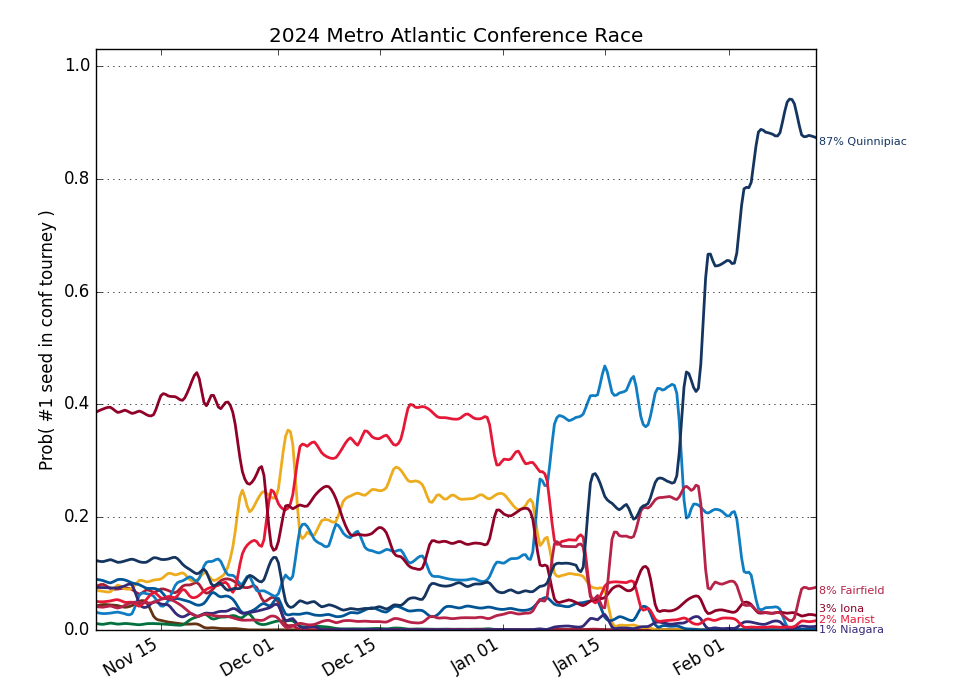 2024 Metro Atlantic Conference Race
1.0
0.8
0.6
0.4
0.2
0.0
Prob( #1 seed in conf tourney )
87% Quinnipiac
8% Fairfield
3% Iona
2% Marist
1% Niagara
Nov 15
Dec 01
Dec 15
Jan 01
Jan 15
Feb 01